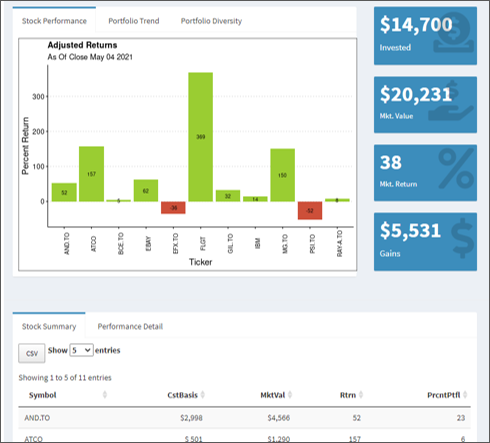 Stock Performance Portfolio Trend Portfolio Diversity
Adjusted Returns
As Of Close May 04 2021
Percent Return
300
200
100
0
52 157 62 369 32 14 150
AND.TO ATCO BCE.TO EBAY EFX.TO FLGT GIL.TO IBM MG.TO PSI.TO RAY.A.TO
Ticker
$14,700
Invested
$20,231
Mkt. Value
38
Mkt. Return
$5,531
Gains
Stock Summary Performance Detail
CSV Show 5 entries
Showing 1 to 5 of 11 entries
Symbol CstBasis MktVal Rtrn PrcntPtfl
AND.TO $2,998 $4,566 52 23
ATCO $ 501 $1,290 157 6